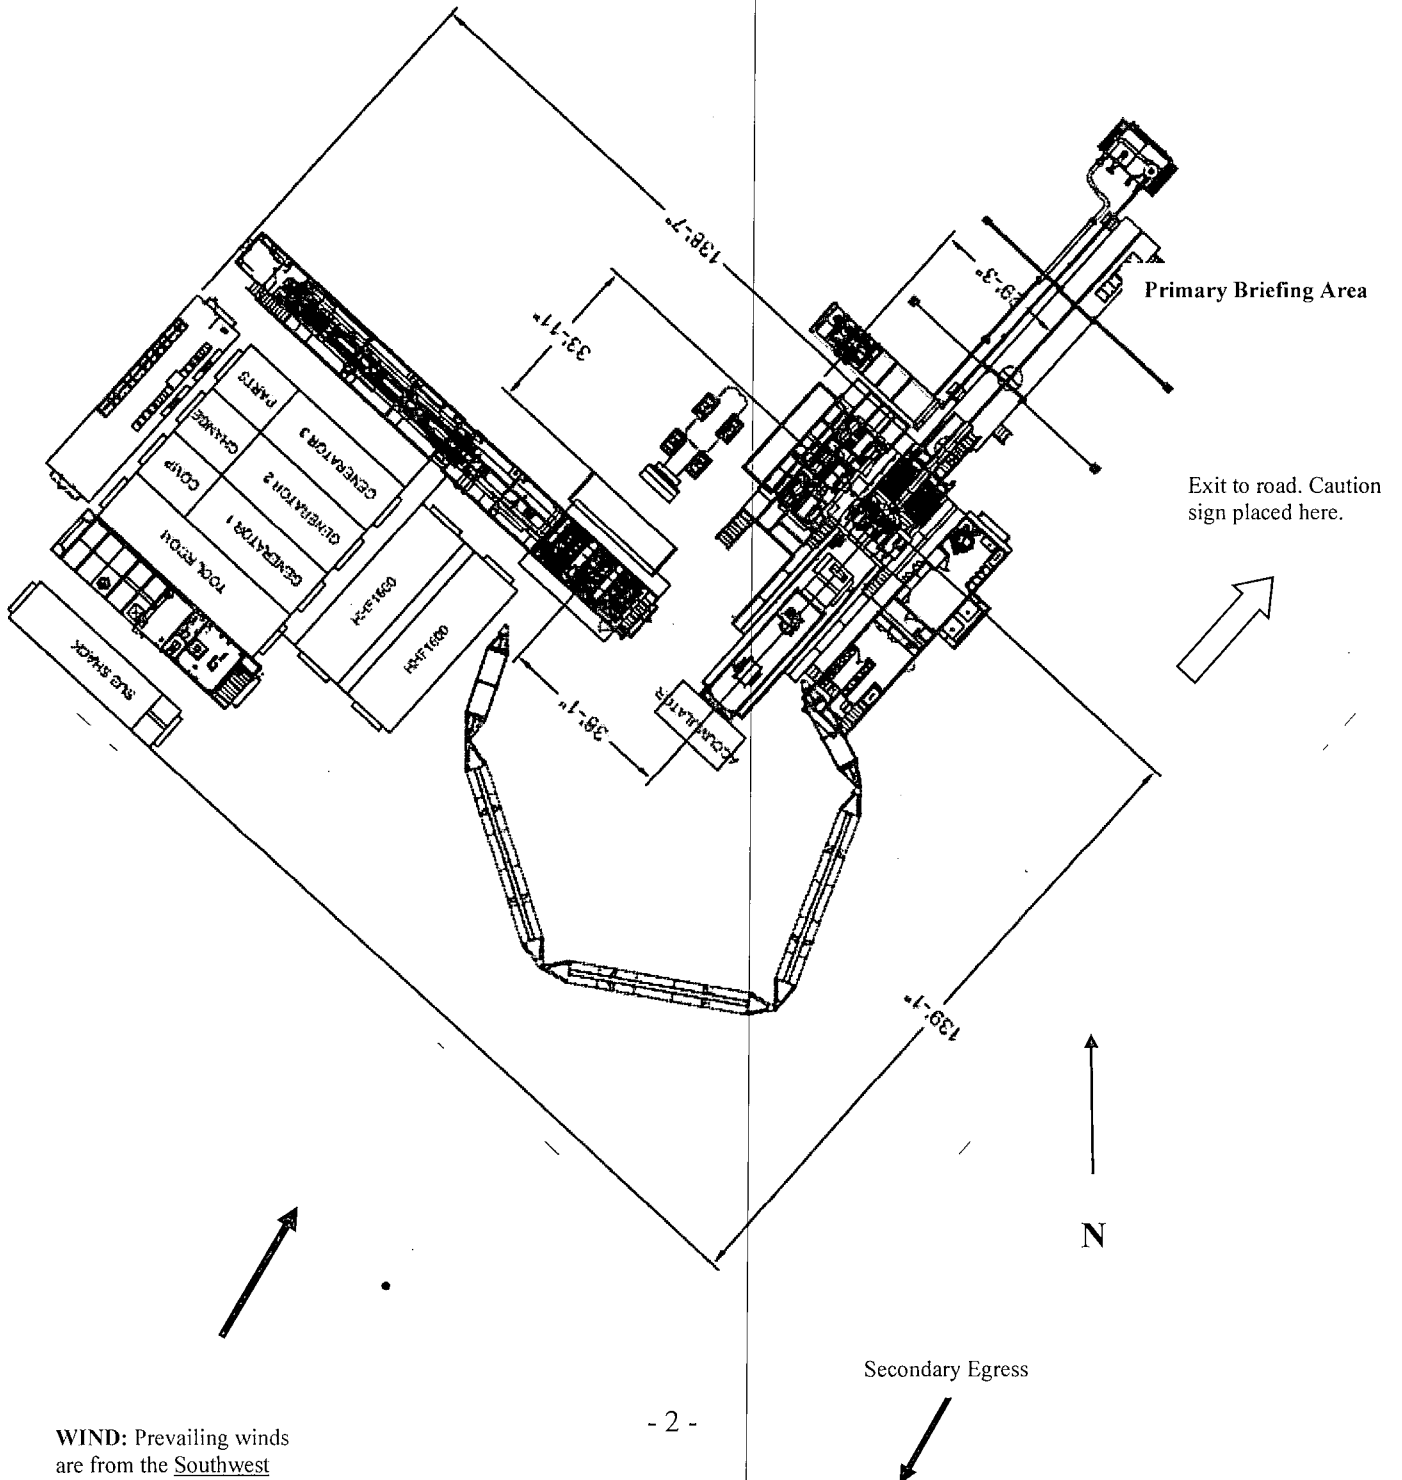 138'-7"
29'-3"
Primary Briefing Area
33'-11"
PARTS
CHANGE
COMP
TOOL ROOM
GENERATOR 3
GENERATOR 2
GENERATOR 1
HHF1600
HHF1600
SUB SHACK
38'-1"
ACCUMULATOR
Exit to road. Caution
sign placed here.
139'-1"
N
Secondary Egress
- 2 -
WIND: Prevailing winds
are from the Southwest